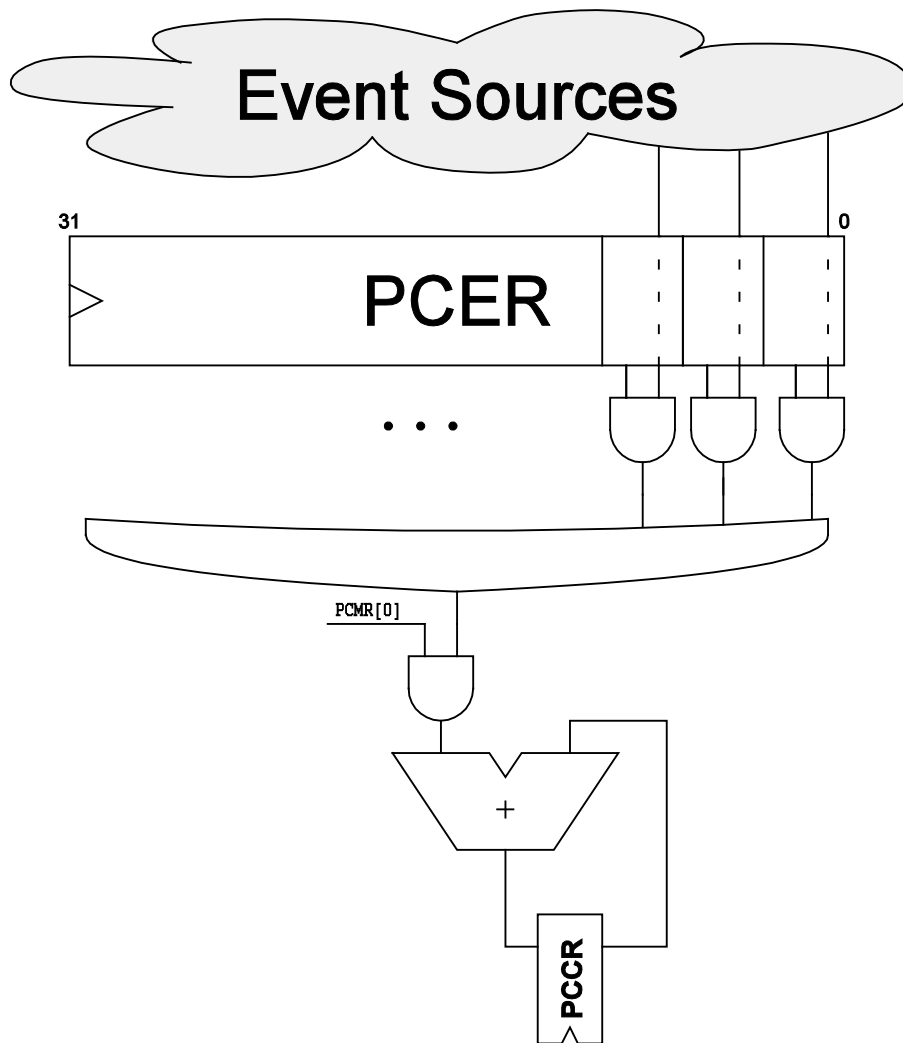 Event Sources
31 0
PCER
. . .
PCMR[0]
+
PCCR